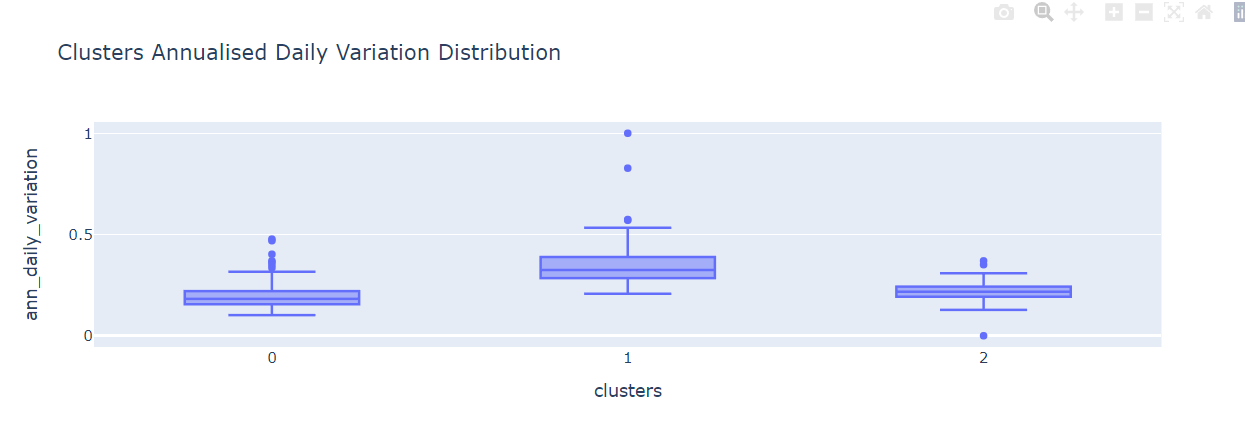 Clusters Annualised Daily Variation Distribution
1
0.5
0
ann_daily_variation
0 1 2
clusters